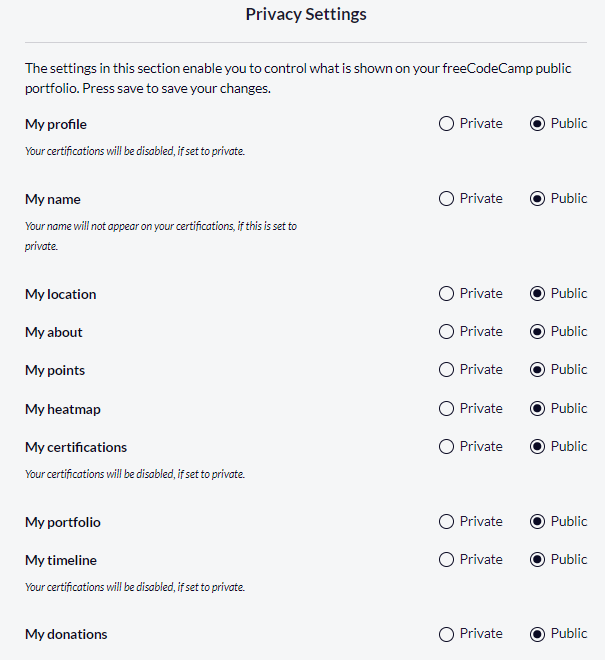 Privacy Settings
The settings in this section enable you to control what is shown on your freeCodeCamp public
portfolio. Press save to save your changes.
My profile Private Public
Your certifications will be disabled, if set to private.
My name Private Public
Your name will not appear on your certifications, if this is set to
private.
My location Private Public
My about Private Public
My points Private Public
My heatmap Private Public
My certifications Private Public
Your certifications will be disabled, if set to private.
My portfolio Private Public
My timeline Private Public
Your certifications will be disabled, if set to private.
My donations Private Public